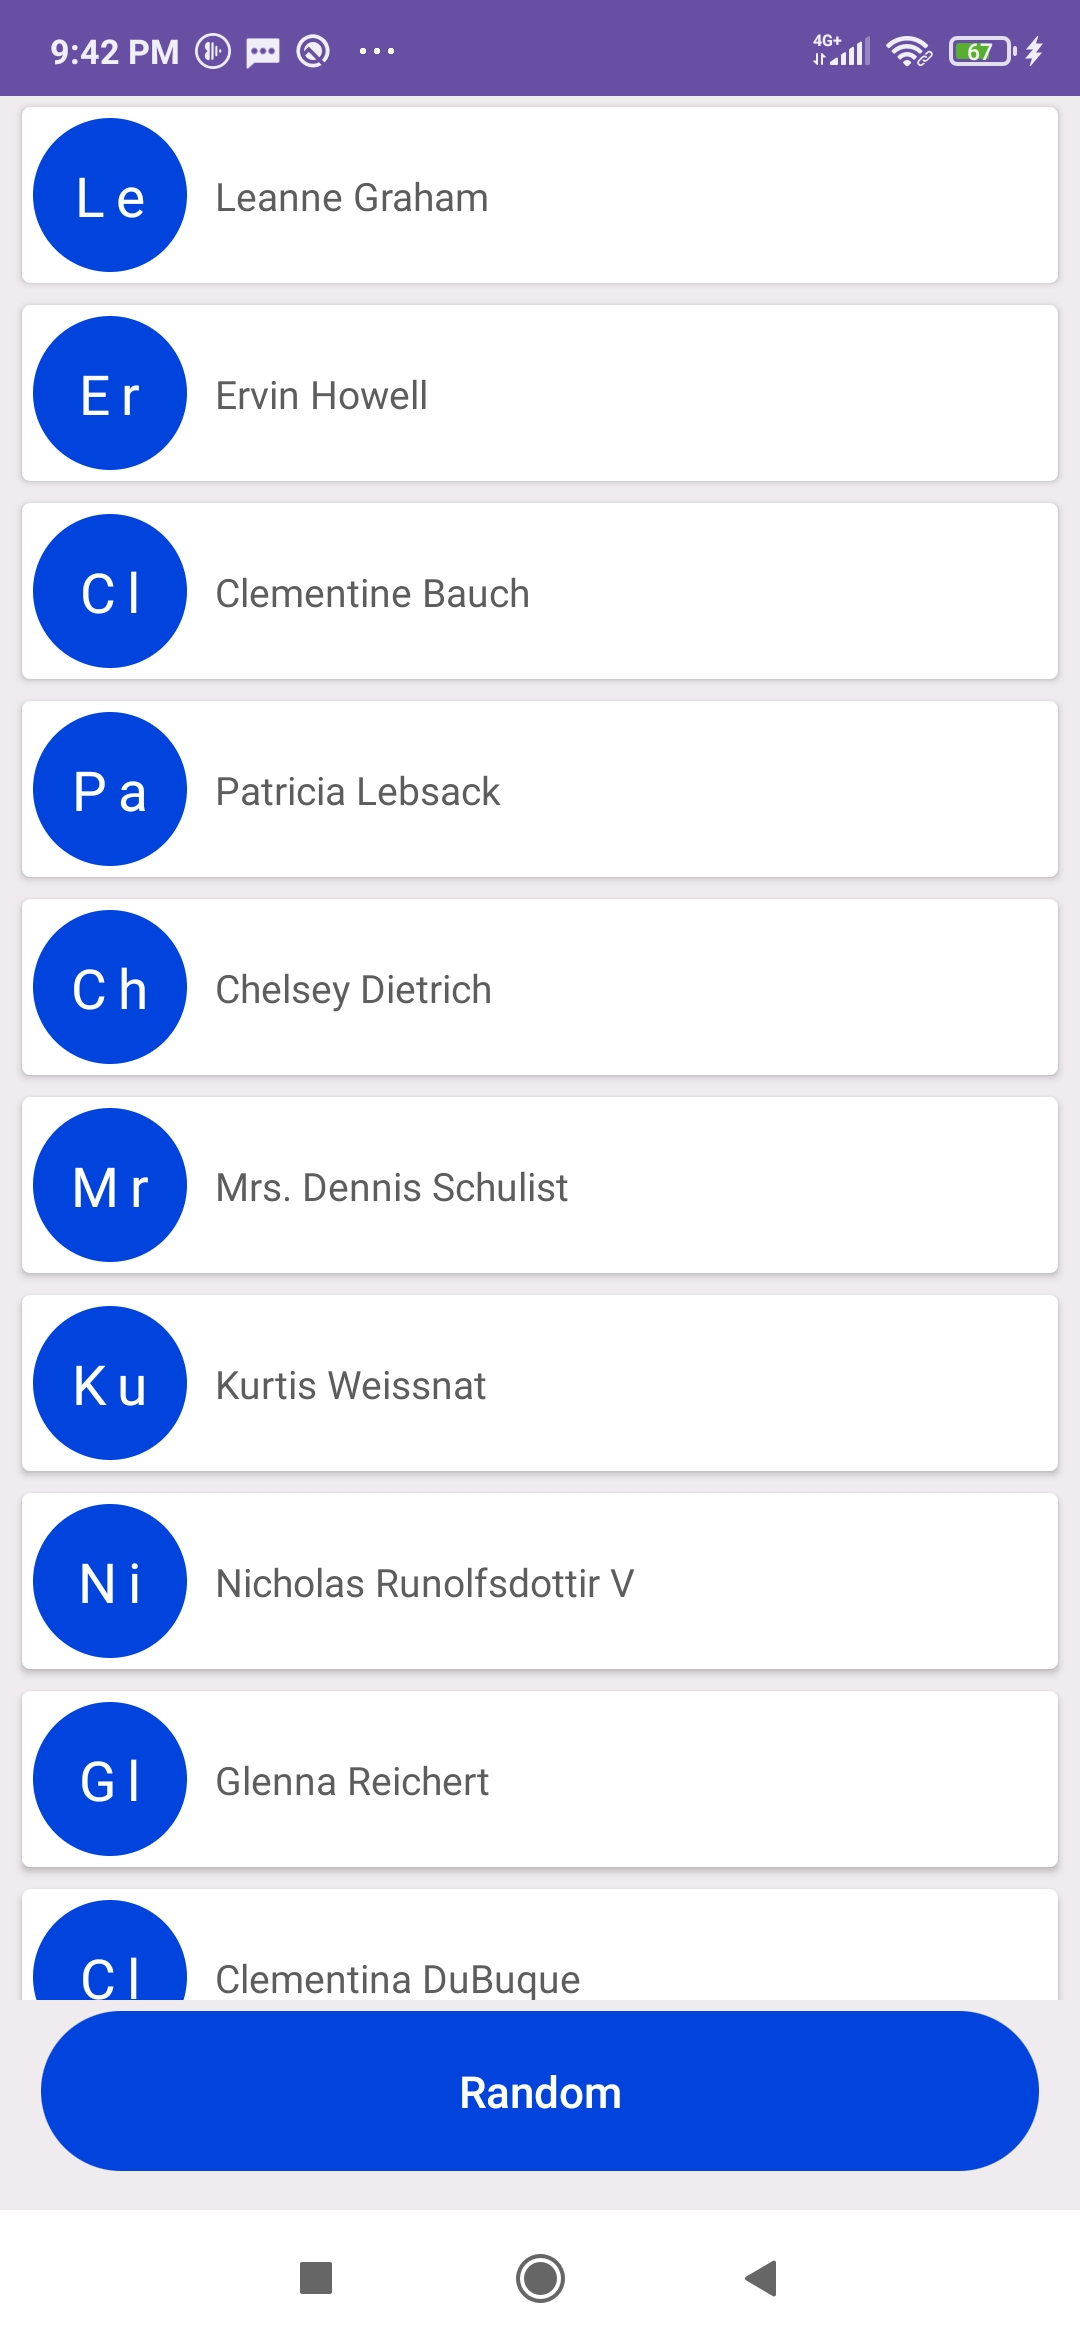 9:42 PM 4G+ 67
Le Leanne Graham
Er Ervin Howell
Cl Clementine Bauch
Pa Patricia Lebsack
Ch Chelsey Dietrich
Mr Mrs. Dennis Schulist
Ku Kurtis Weissnat
Ni Nicholas Runolfsdottir V
Gl Glenna Reichert
Cl Clementina DuBuque
Random